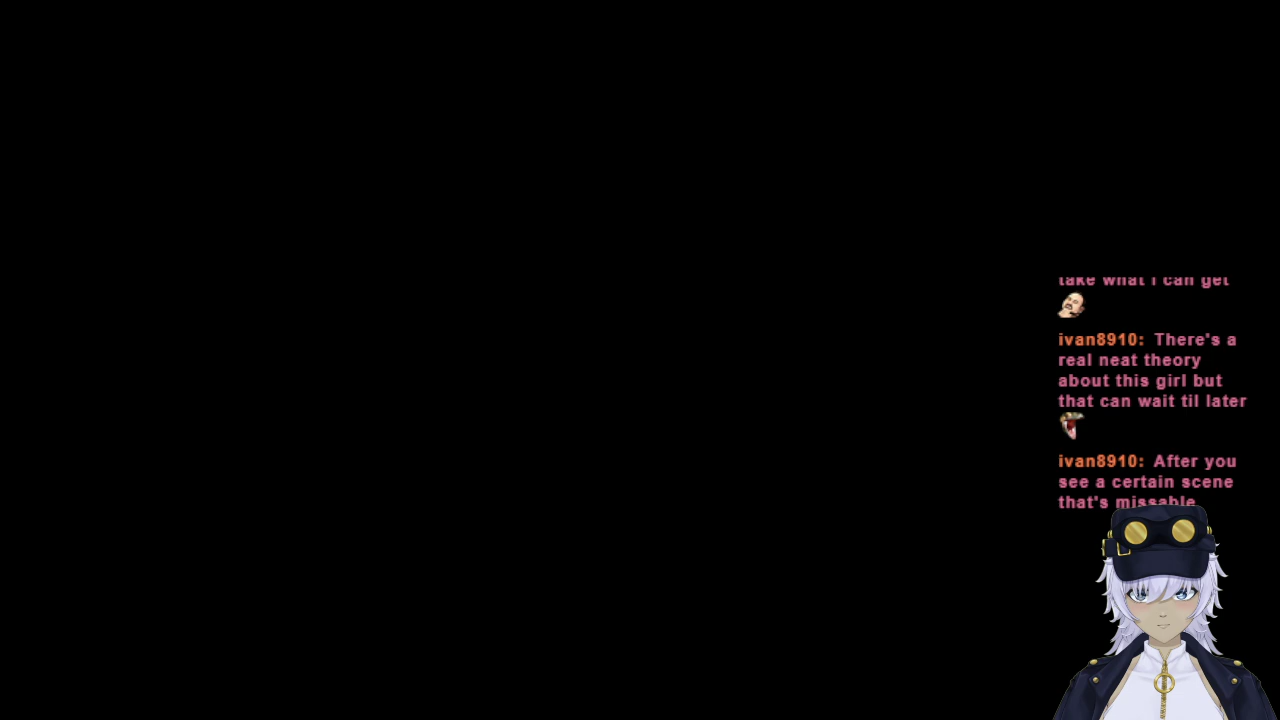 take what I can get
ivan8910: There's a
real neat theory
about this girl but
that can wait til later
ivan8910: After you
see a certain scene
that's missable